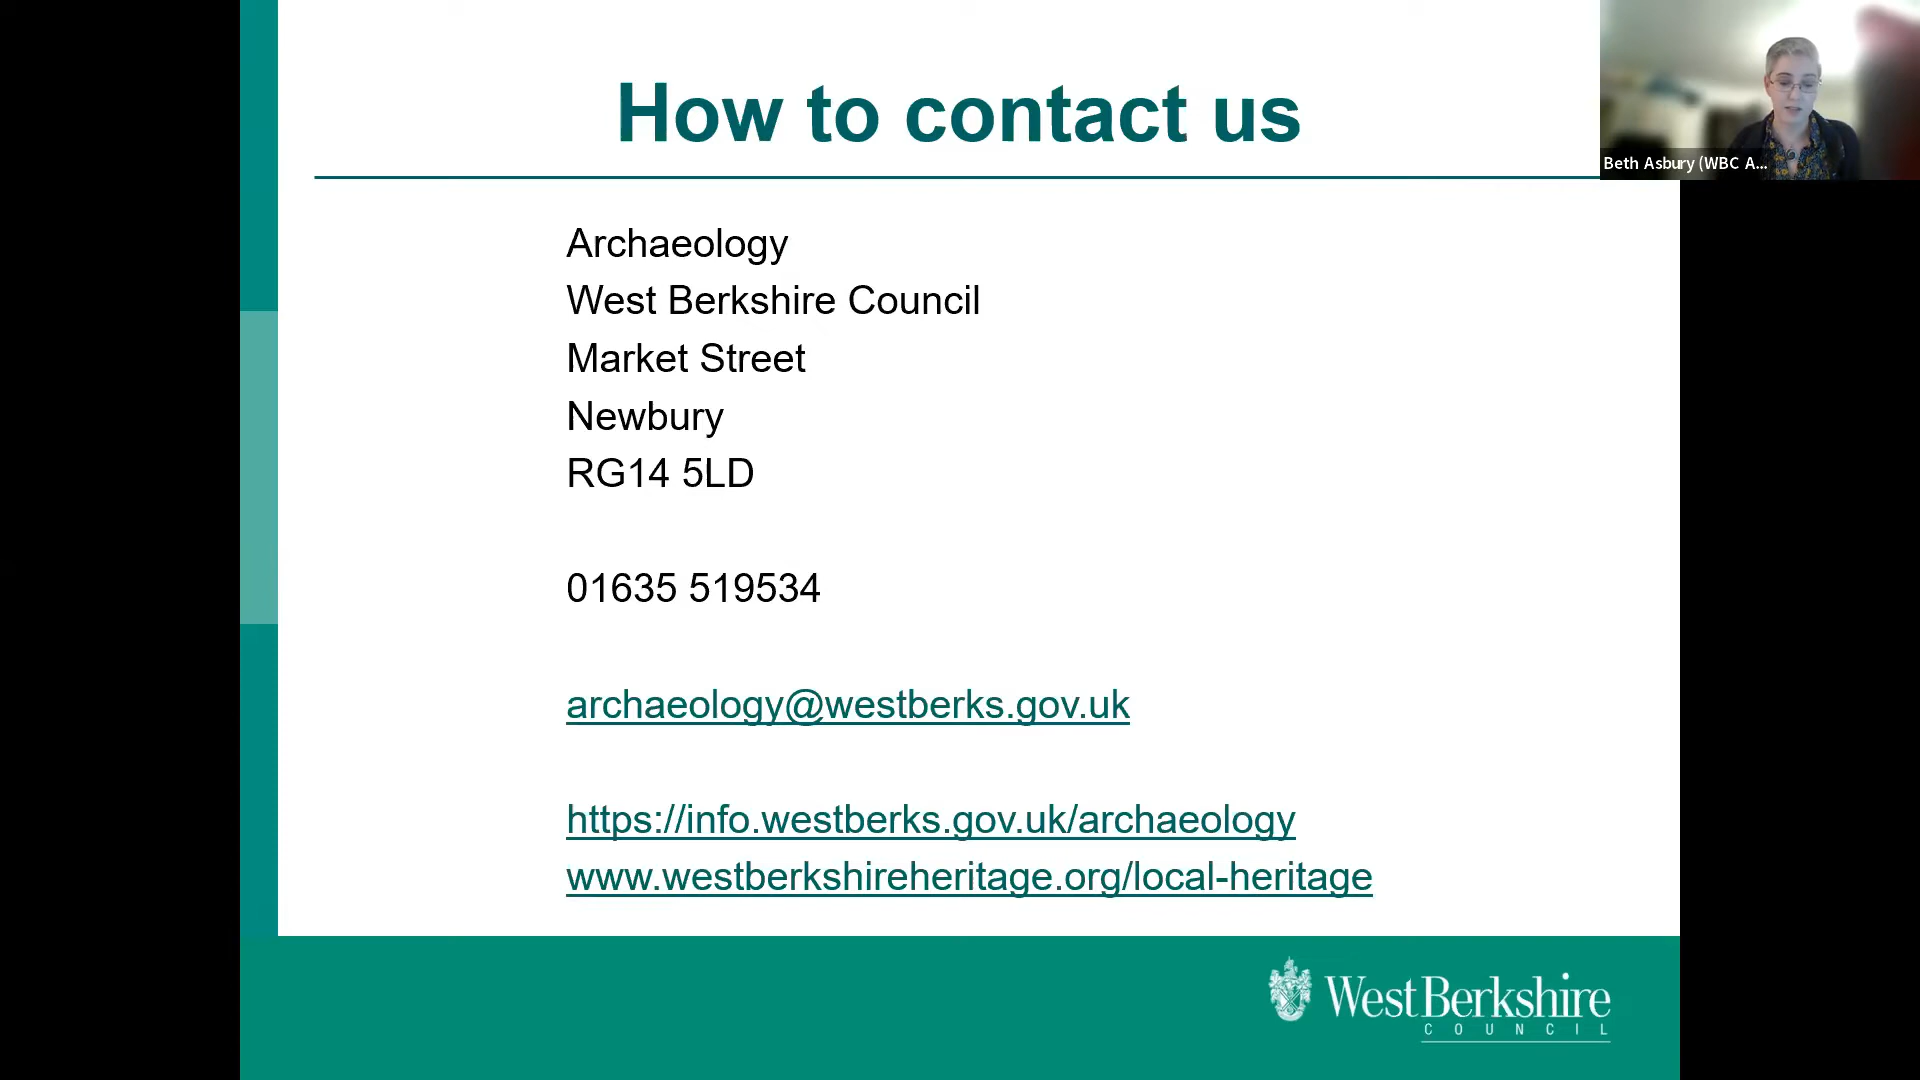 How to contact us
Beth Asbury (WBC A...
Archaeology
West Berkshire Council
Market Street
Newbury
RG14 5LD
01635 519534
archaeology@westberks.gov.uk
https://info.westberks.gov.uk/archaeology
www.westberkshireheritage.org/local-heritage
West Berkshire
COUNCIL